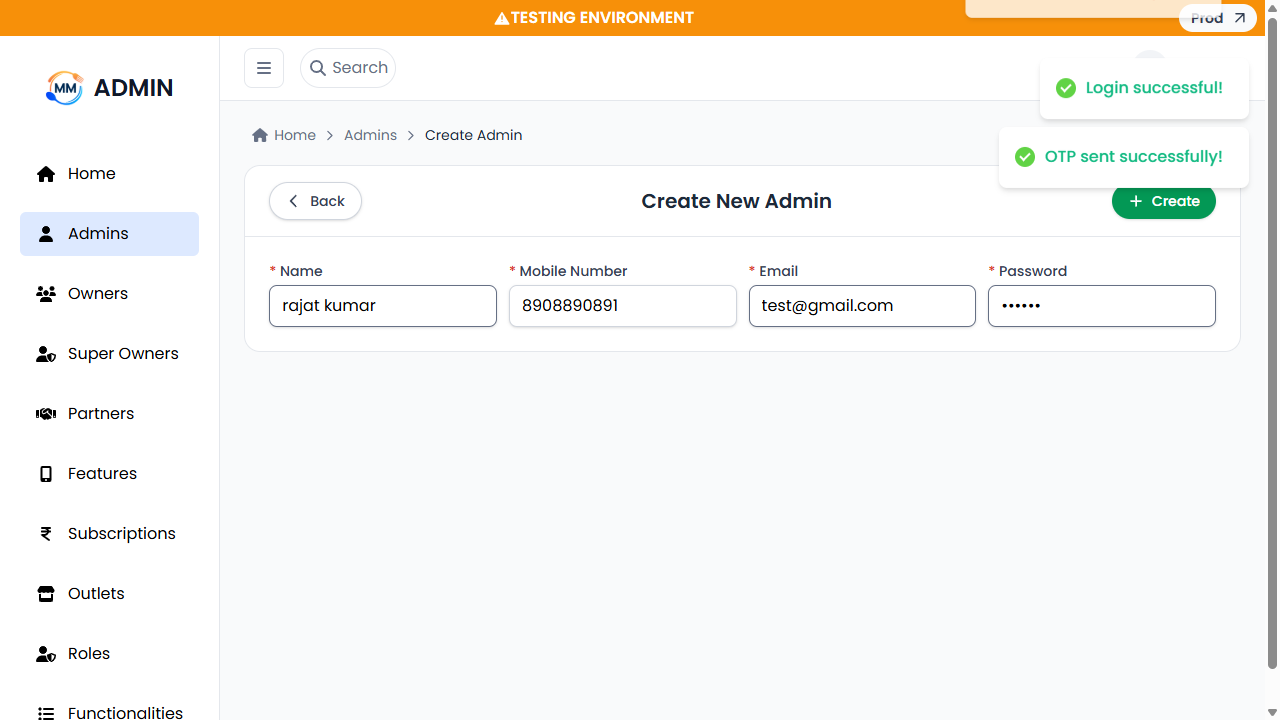 TESTING ENVIRONMENT
Prod
MM ADMIN
Search
Login successful!
OTP sent successfully!
Home
Admins
Owners
Super Owners
Partners
Features
Subscriptions
Outlets
Roles
Functionalities
Home > Admins > Create Admin
Back
Create New Admin
+ Create
* Name
* Mobile Number
* Email
* Password
rajat kumar
8908890891
test@gmail.com
••••••